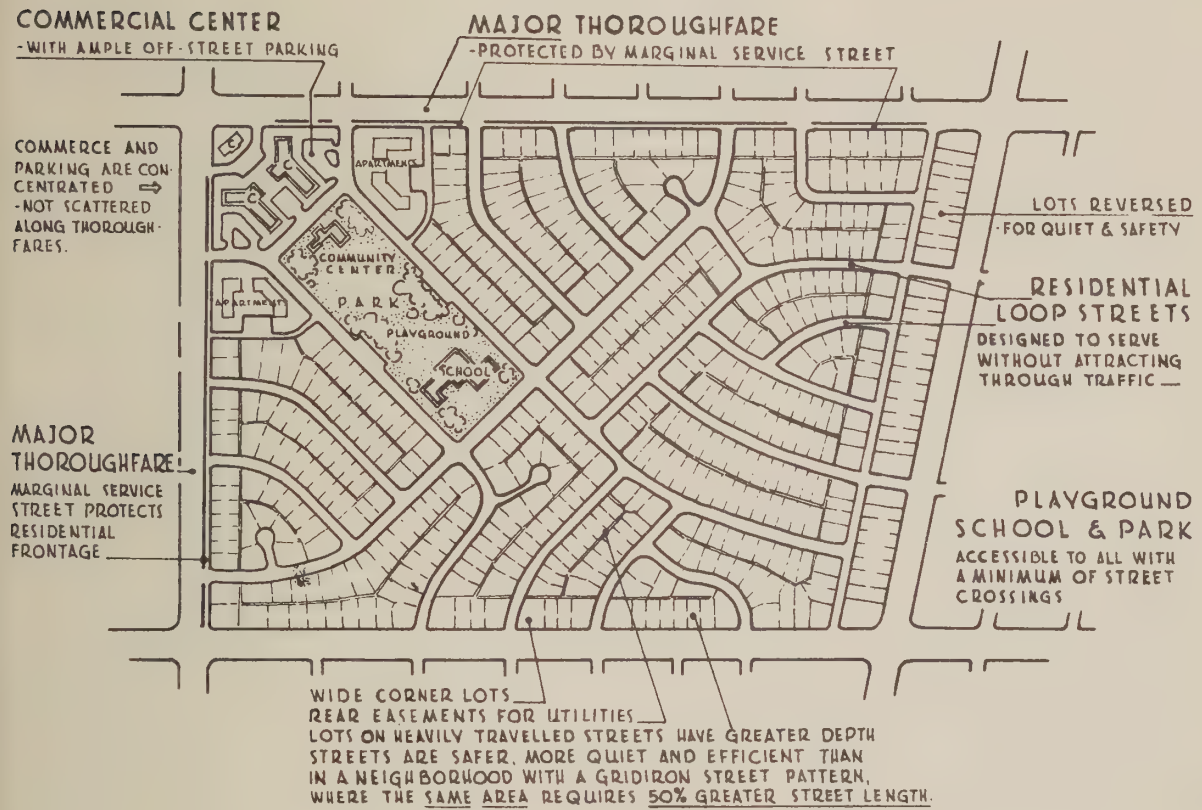 COMMERCIAL CENTER
-WITH AMPLE OFF-STREET PARKING
MAJOR THOROUGHFARE
-PROTECTED BY MARGINAL SERVICE STREET
COMMERCE AND
PARKING ARE CON-
CENTRATED ⇨
-NOT SCATTERED
ALONG THOROUGH-
FARES.
C
C
C
APARTMENTS
COMMUNITY
CENTER
PARK
PLAYGROUND
SCHOOL
APARTMENTS
LOTS REVERSED
-FOR QUIET & SAFETY
RESIDENTIAL
LOOP STREETS
DESIGNED TO SERVE
WITHOUT ATTRACTING
THROUGH TRAFFIC
MAJOR
THOROUGHFARE
MARGINAL SERVICE
STREET PROTECTS
RESIDENTIAL
FRONTAGE
PLAYGROUND
SCHOOL & PARK
ACCESSIBLE TO ALL WITH
A MINIMUM OF STREET
CROSSINGS
WIDE CORNER LOTS
REAR EASEMENTS FOR UTILITIES
LOTS ON HEAVILY TRAVELLED STREETS HAVE GREATER DEPTH
STREETS ARE SAFER, MORE QUIET AND EFFICIENT THAN
IN A NEIGHBORHOOD WITH A GRIDIRON STREET PATTERN,
WHERE THE SAME AREA REQUIRES 50% GREATER STREET LENGTH.